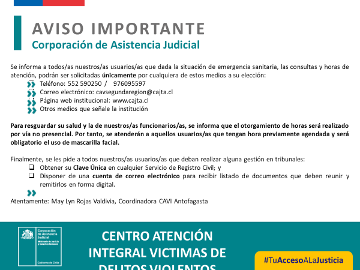 AVISO IMPORTANTE
Corporación de Asistencia Judicial
Se informa a todos/as nuestros/as usuarios/as que dada la situación de emergencia sanitaria, las consultas y horas de
atención, podrán ser solicitadas únicamente por cualquiera de estos medios a su elección:
Teléfono: 552 590250 / 976095597
Correo electrónico: cavsegundaregion@cajta.cl
Página web institucional: www.cajta.cl
Otros medios que señale la institución
Para resguardar su salud y la de nuestros/as funcionarios/as, se informa que el otorgamiento de horas será realizado
por vía no presencial. Por tanto, se atenderán a aquellos usuarios/as que tengan hora previamente agendada y será
obligatorio el uso de mascarilla facial.
Finalmente, se les pide a todos nuestros/as usuarios/as que deban realizar alguna gestión en tribunales:
Obtener su Clave Única en cualquier Servicio de Registro Civil; y
Disponer de una cuenta de correo electrónico para recibir listado de documentos que deben reunir y
remitirlos en forma digital.
Atentamente: May Lyn Rojas Valdivia, Coordinadora CAVI Antofagasta
Corporación
de Asistencia
Judicial
CENTRO ATENCIÓN
INTEGRAL VICTIMAS DE
DELITOS VIOLENTOS
#TuAccesoALaJusticia